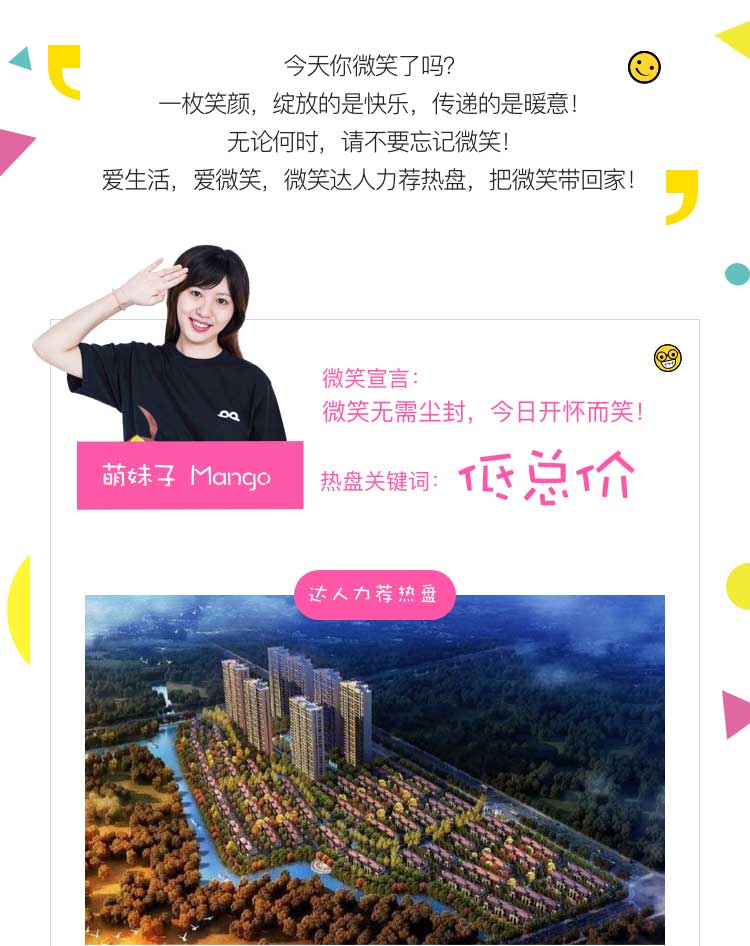 今天你微笑了吗？
一枚笑颜，绽放的是快乐，传递的是暖意！
无论何时，请不要忘记微笑！
爱生活，爱微笑，微笑达人力荐热盘，把微笑带回家！
微笑宣言：
微笑无需尘封，今日开怀而笑！
萌妹子 Mango
热盘关键词：低总价
达人力荐热盘